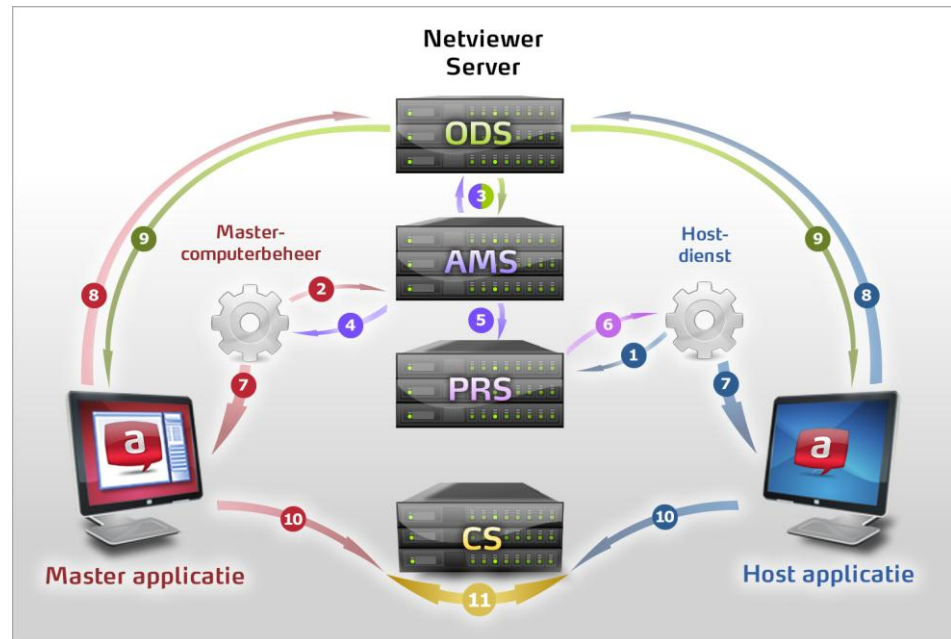 Netviewer
Server
ODS
3
9
Master-
computerbeheer
AMS
Host-
dienst
9
8
2
8
4
5
6
1
7
PRS
7
a
a
10
CS
10
Master applicatie
11
Host applicatie